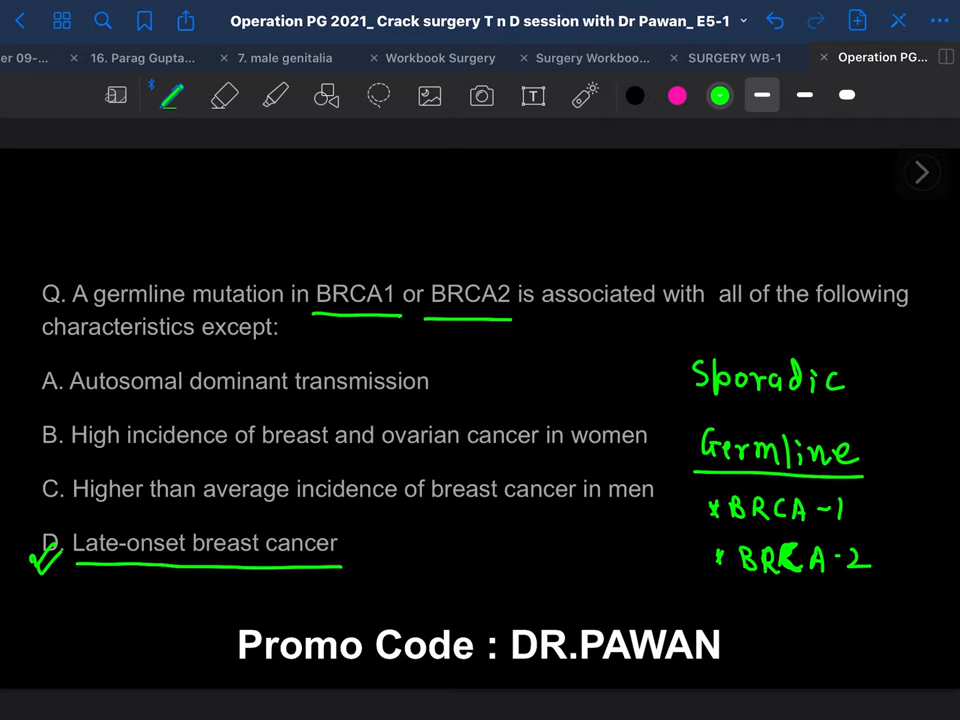 Operation PG 2021_ Crack surgery T n D session with Dr Pawan_ E5-1
er 09-... × 16. Parag Gupta... × 7. male genitalia × Workbook Surgery × Surgery Workboo... × SURGERY WB-1 × Operation PG...
T
Q. A germline mutation in BRCA1 or BRCA2 is associated with all of the following
characteristics except:
A. Autosomal dominant transmission
Sporadic
B. High incidence of breast and ovarian cancer in women
Germline
C. Higher than average incidence of breast cancer in men
* BRCA-1
D. Late-onset breast cancer
* BRCA-2
Promo Code : DR.PAWAN